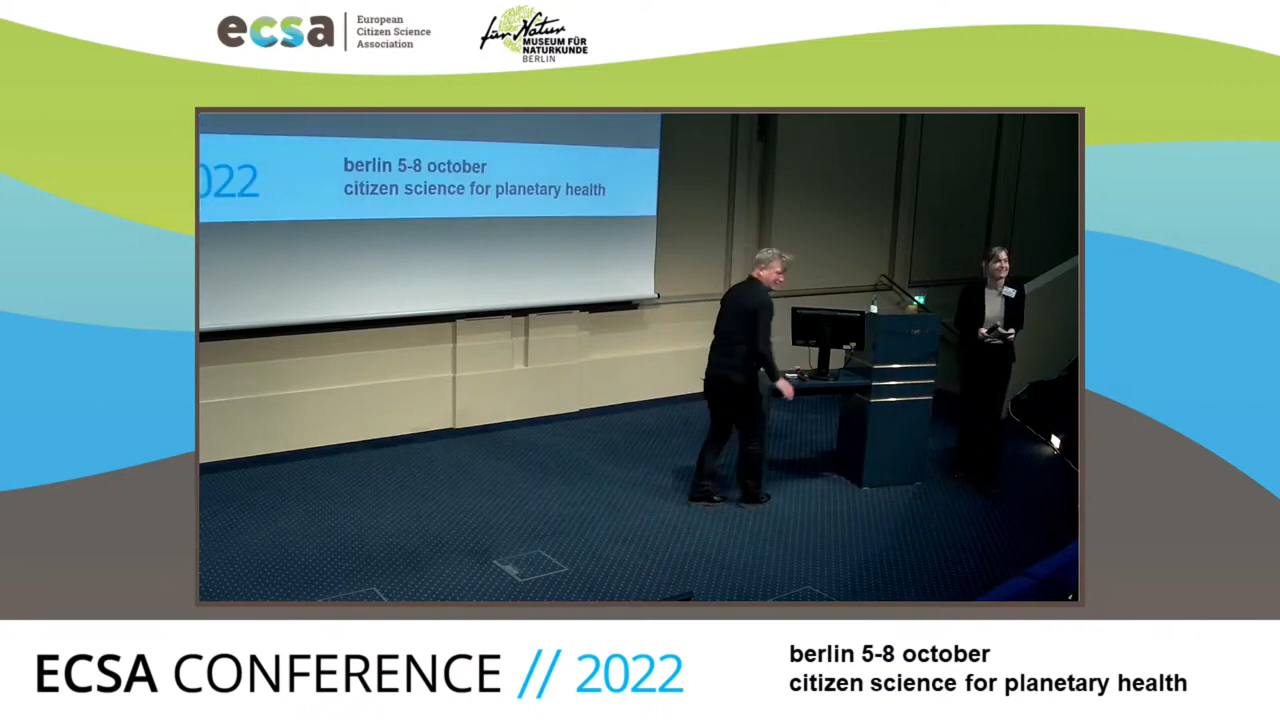 ecsa
European
Citizen Science
Association
für Natur
MUSEUM FÜR
NATURKUNDE
BERLIN
022
berlin 5-8 october
citizen science for planetary health
ECSA CONFERENCE // 2022
berlin 5-8 october
citizen science for planetary health